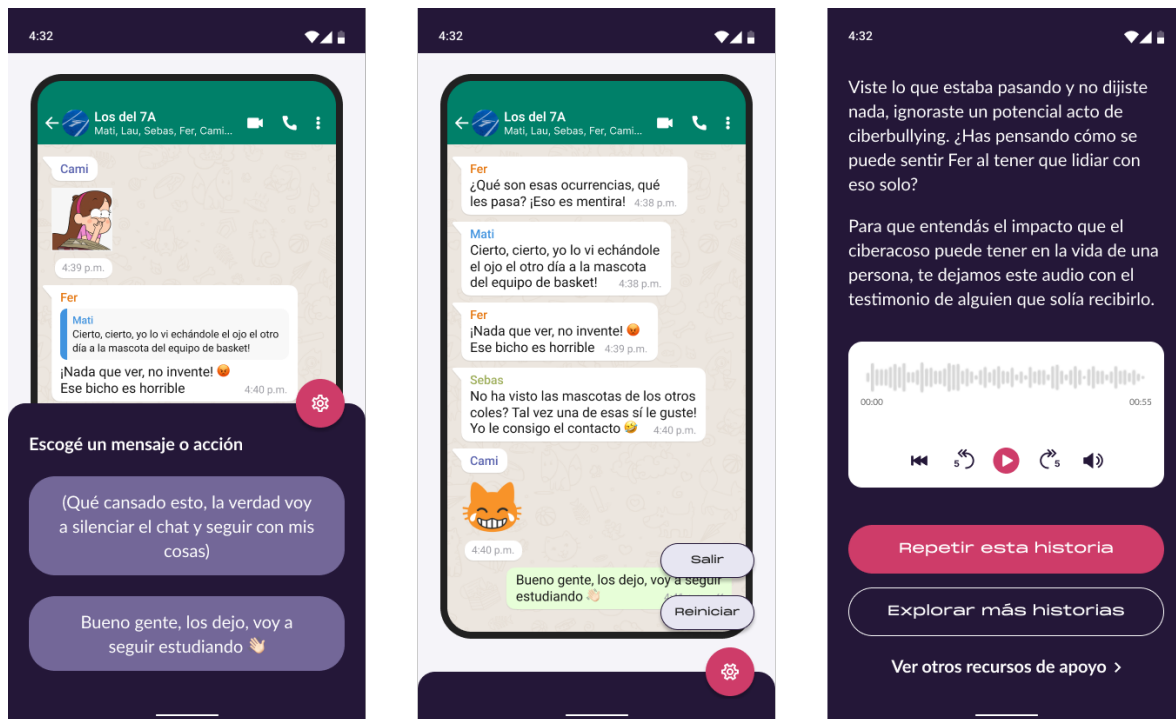 4:32
Los del 7A
Mati, Lau, Sebas, Fer, Cami...
Cami
4:39 p.m.
Fer
Mati
Cierto, cierto, yo lo vi echándole el ojo el otro
día a la mascota del equipo de basket!
¡Nada que ver, no invente! 😡
Ese bicho es horrible 4:40 p.m.
Escogé un mensaje o acción
(Qué cansado esto, la verdad voy
a silenciar el chat y seguir con mis
cosas)
Bueno gente, los dejo, voy a
seguir estudiando 👋🏻
4:32
Los del 7A
Mati, Lau, Sebas, Fer, Cami...
Fer
¿Qué son esas ocurrencias, qué
les pasa? ¡Eso es mentira! 4:38 p.m.
Mati
Cierto, cierto, yo lo vi echándole
el ojo el otro día a la mascota
del equipo de basket! 4:38 p.m.
Fer
¡Nada que ver, no invente! 😡
Ese bicho es horrible 4:39 p.m.
Sebas
No ha visto las mascotas de los otros
coles? Tal vez una de esas sí le guste!
Yo le consigo el contacto 🤣 4:40 p.m.
Cami
4:40 p.m.
Salir
Bueno gente, los dejo, voy a seguir
estudiando 👋🏻
Reiniciar
4:32
Viste lo que estaba pasando y no dijiste
nada, ignoraste un potencial acto de
ciberbullying. ¿Has pensando cómo se
puede sentir Fer al tener que lidiar con
eso solo?
Para que entendás el impacto que el
ciberacoso puede tener en la vida de una
persona, te dejamos este audio con el
testimonio de alguien que solía recibirlo.
00:00 00:55
5 5
Repetir esta historia
Explorar más historias
Ver otros recursos de apoyo >